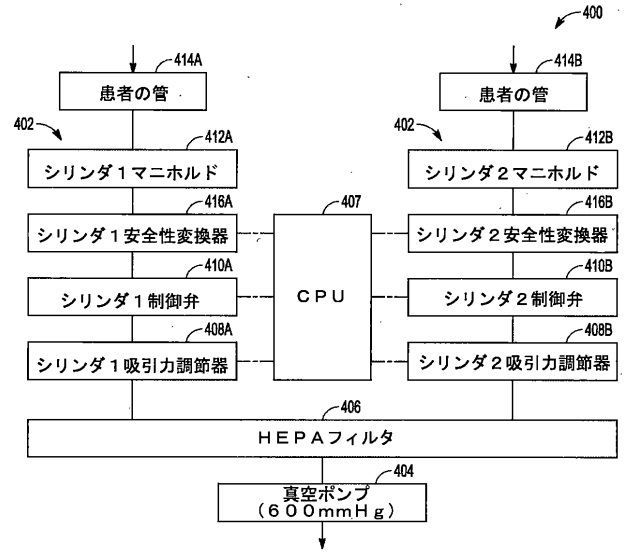 400
414A
患者の管
414B
患者の管
402
412A
シリンダ１マニホルド
402
412B
シリンダ２マニホルド
416A
シリンダ１安全性変換器
407
ＣＰＵ
416B
シリンダ２安全性変換器
410A
シリンダ１制御弁
410B
シリンダ２制御弁
408A
シリンダ１吸引力調節器
408B
シリンダ２吸引力調節器
406
ＨＥＰＡフィルタ
404
真空ポンプ
（６００ｍｍＨｇ）